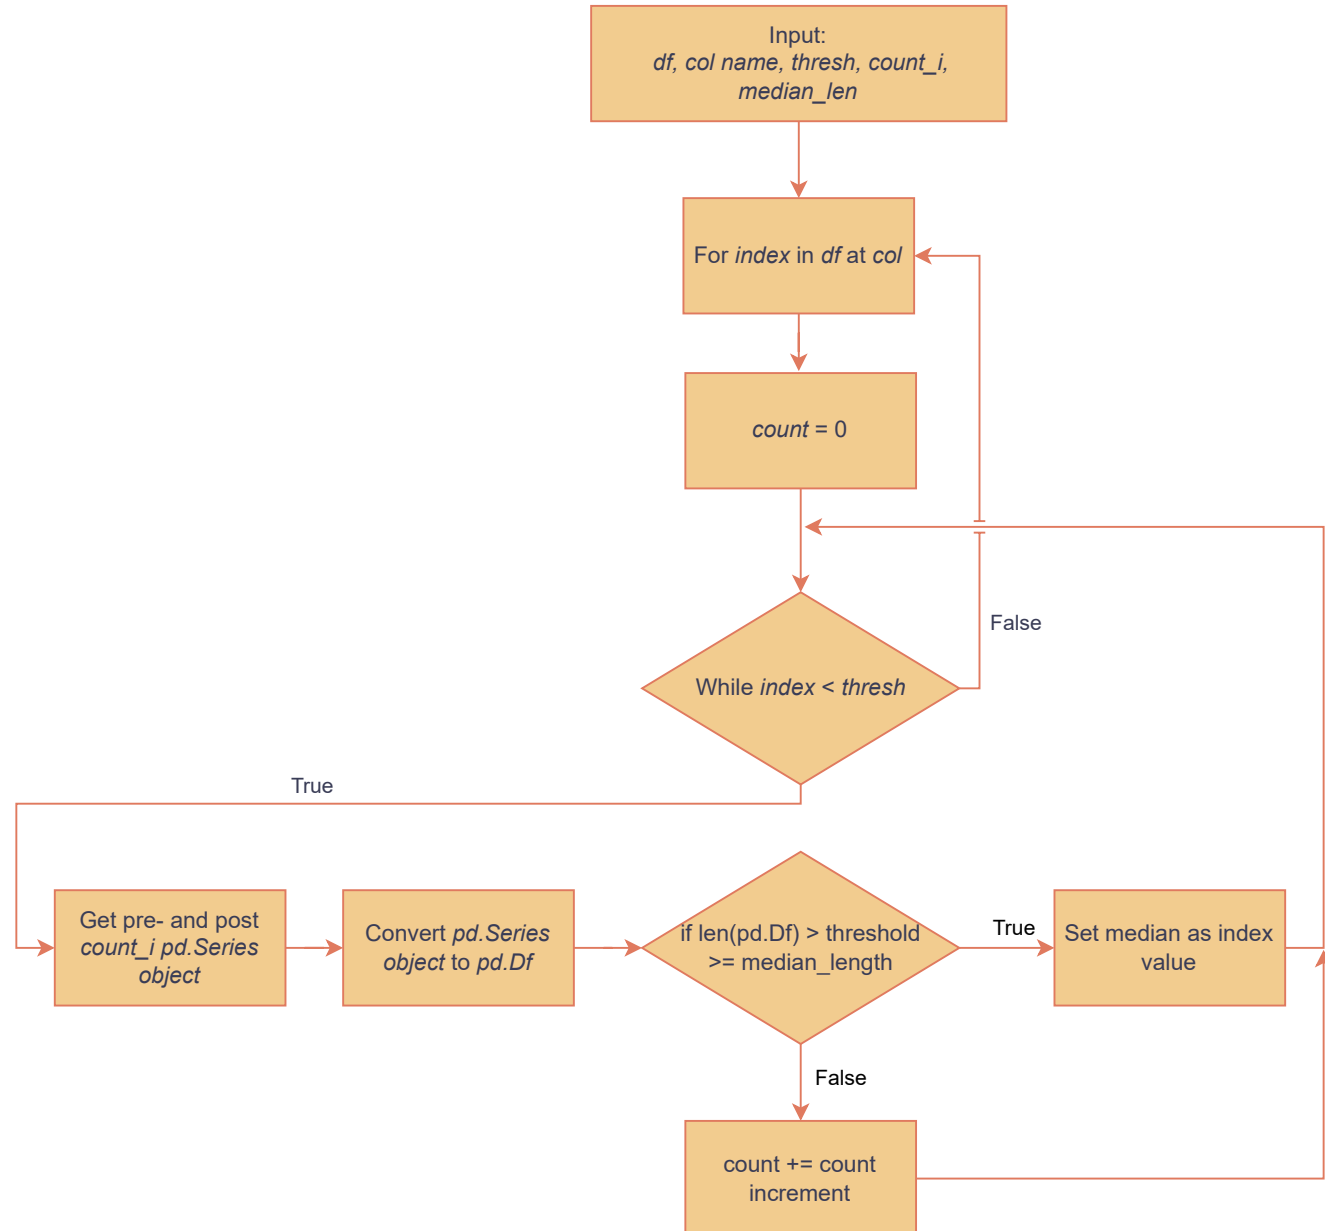 Input:
df, col name, thresh, count_i,
median_len
For index in df at col
count = 0
False
While index < thresh
True
Get pre- and post
count_i pd.Series
object
Convert pd.Series
object to pd.Df
if len(pd.Df) > threshold
>= median_length
True
Set median as index
value
False
count += count
increment